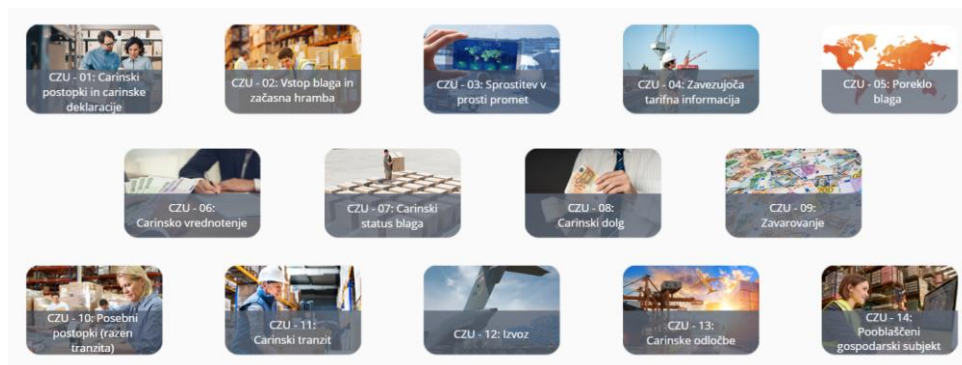 CZU - 01: Carinski
postopki in carinske
deklaracije
CZU - 02: Vstop blaga in
začasna hramba
CZU - 03: Sprostitev v
prosti promet
CZU - 04: Zavezujoča
tarifna informacija
CZU - 05: Poreklo
blaga
CZU - 06:
Carinsko vrednotenje
CZU - 07: Carinski
status blaga
CZU - 08:
Carinski dolg
CZU - 09:
Zavarovanje
CZU - 10: Posebni
postopki (razen
tranzita)
CZU - 11:
Carinski tranzit
CZU - 12: Izvoz
CZU - 13:
Carinske odločbe
CZU - 14:
Pooblaščeni
gospodarski subjekt